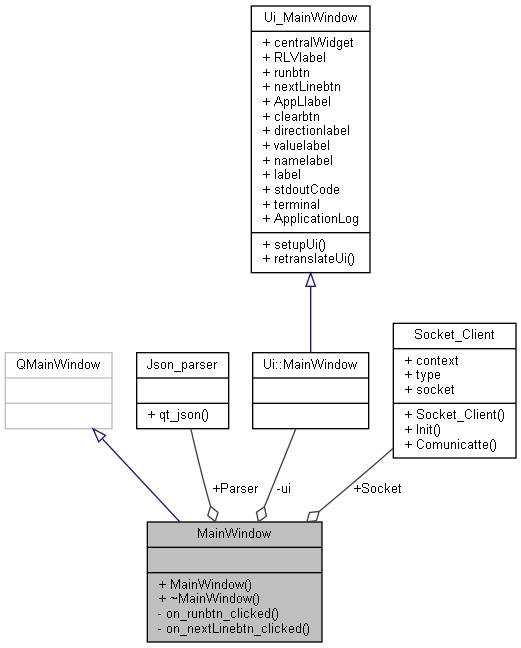 Ui_MainWindow
+ centralWidget
+ RLVlabel
+ runbtn
+ nextLinebtn
+ AppLlabel
+ clearbtn
+ directionlabel
+ valuelabel
+ namelabel
+ label
+ stdoutCode
+ terminal
+ ApplicationLog
+ setupUi()
+ retranslateUi()
QMainWindow
Json_parser
+ qt_json()
Ui::MainWindow
Socket_Client
+ context
+ type
+ socket
+ Socket_Client()
+ Init()
+ Comunicatte()
+Parser
-ui
+Socket
MainWindow
+ MainWindow()
+ ~MainWindow()
- on_runbtn_clicked()
- on_nextLinebtn_clicked()